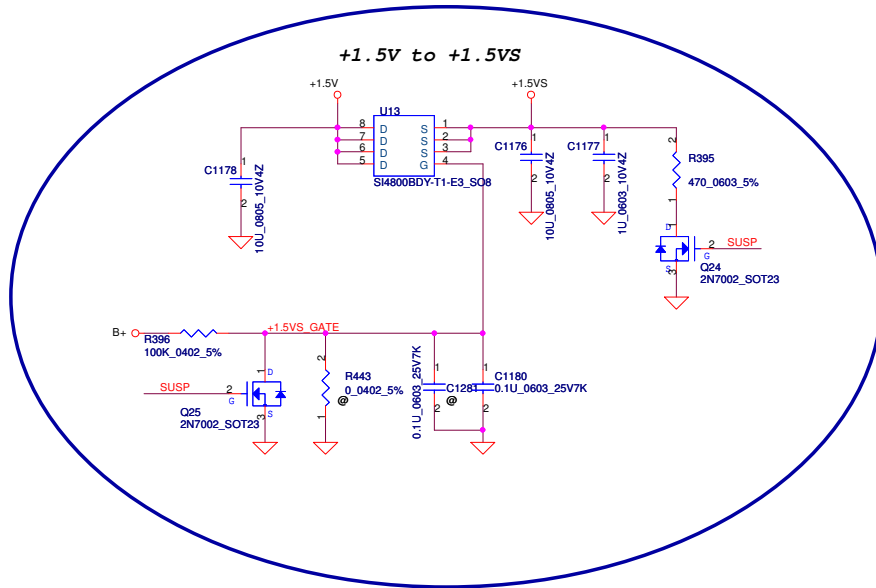 +1.5V to +1.5VS
+1.5V
+1.5VS
U13
8 D S 1
7 D S 2
6 D S 3
5 D G 4
SI4800BDY-T1-E3_SO8
C1178
1
2
10U_0805_10V4Z
C1176
1
2
10U_0805_10V4Z
C1177
1
2
1U_0603_10V4Z
2
R395
470_0603_5%
1
1
D
2
G
SUSP
S
3
Q24
2N7002_SOT23
B+
R396
100K_0402_5%
+1.5VS_GATE
SUSP
2
G
1
D
S
3
Q25
2N7002_SOT23
2
R443
0_0402_5%
@
1
0.1U_0603_25V7K
1
C1281
@
2
1
C1180
0.1U_0603_25V7K
2